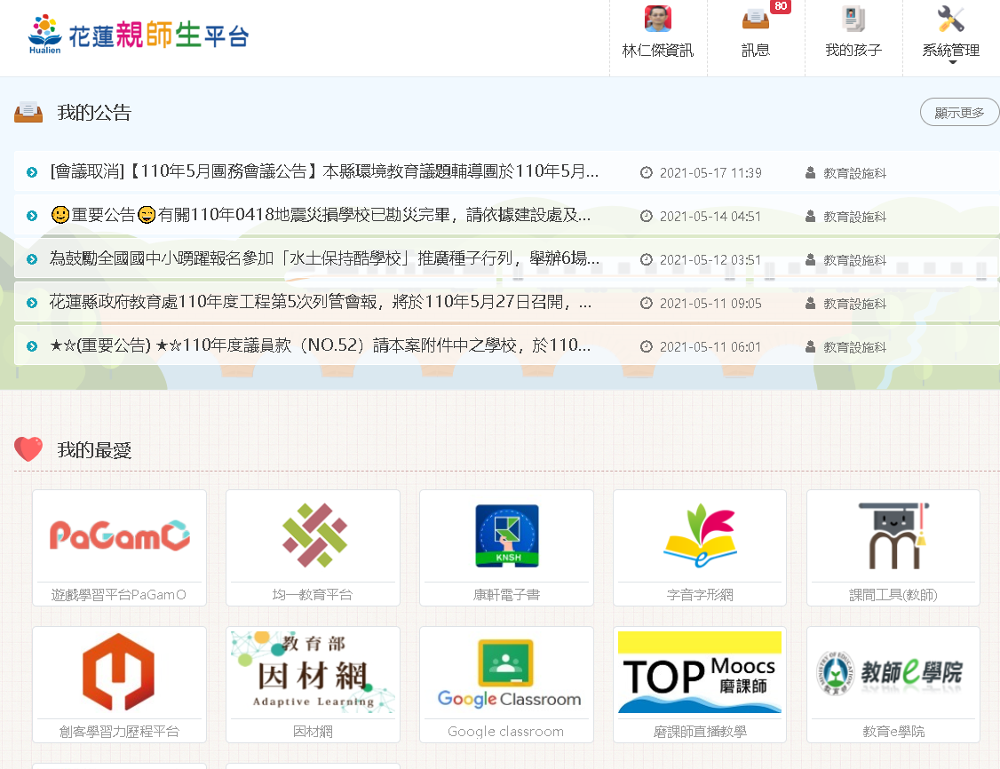 Hualien
花蓮親師生平台
林仁傑資訊
80
訊息
我的孩子
系統管理
我的公告
顯示更多
[會議取消]【110年5月團務會議公告】本縣環境教育議題輔導團於110年5月... 2021-05-17 11:39 教育設施科
😃重要公告😄有關110年0418地震災損學校已勘災完畢，請依據建設處及... 2021-05-14 04:51 教育設施科
為鼓勵全國國中小踴躍報名參加「水土保持酷學校」推廣種子行列，舉辦6場... 2021-05-12 03:51 教育設施科
花蓮縣政府教育處110年度工程第5次列管會報，將於110年5月27日召開，... 2021-05-11 09:05 教育設施科
★☆(重要公告) ★☆110年度議員款（NO.52）請本案附件中之學校，於110... 2021-05-11 06:01 教育設施科
我的最愛
PaGamO
遊戲學習平台PaGamO
均一教育平台
KNSH
康軒電子書
字音字形網
課間工具(教師)
創客學習力歷程平台
教育部
因材網
Adaptive Learning
因材網
Google Classroom
Google classroom
TOP Moocs
磨課師
磨課師直播教學
MINISTRY OF EDUCATION
教育部
教師e學院
教育e學院